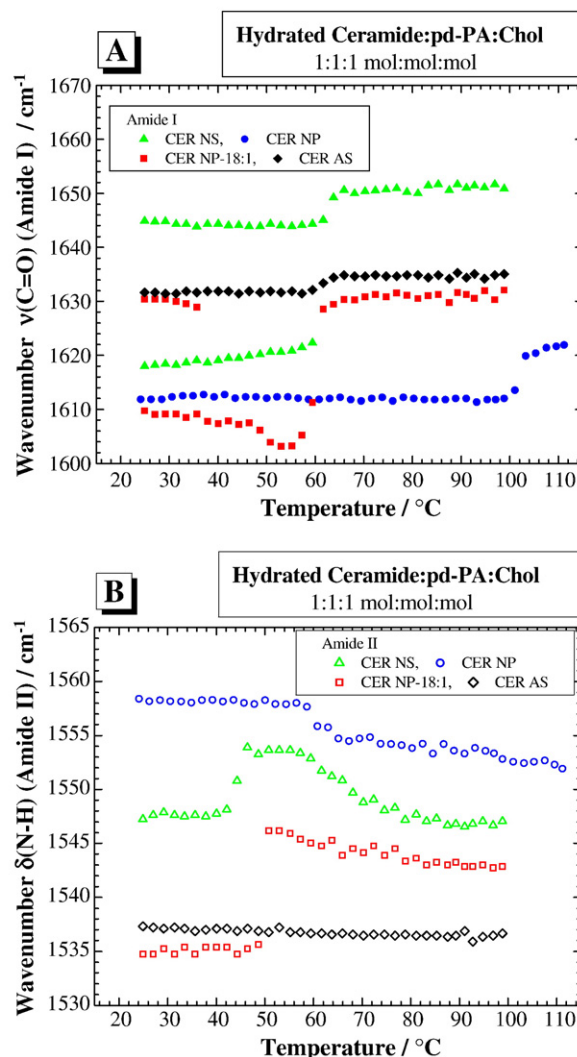 A
Hydrated Ceramide:pd-PA:Chol
1:1:1 mol:mol:mol
Amide I
CER NS, CER NP
CER NP-18:1, CER AS
Wavenumber ν(C=O) (Amide I) / cm⁻¹
1670
1660
1650
1640
1630
1620
1610
1600
20 30 40 50 60 70 80 90 100 110
Temperature / °C
B
Hydrated Ceramide:pd-PA:Chol
1:1:1 mol:mol:mol
Amide II
CER NS, CER NP
CER NP-18:1, CER AS
Wavenumber δ(N-H) (Amide II) / cm⁻¹
1565
1560
1555
1550
1545
1540
1535
1530
20 30 40 50 60 70 80 90 100 110
Temperature / °C